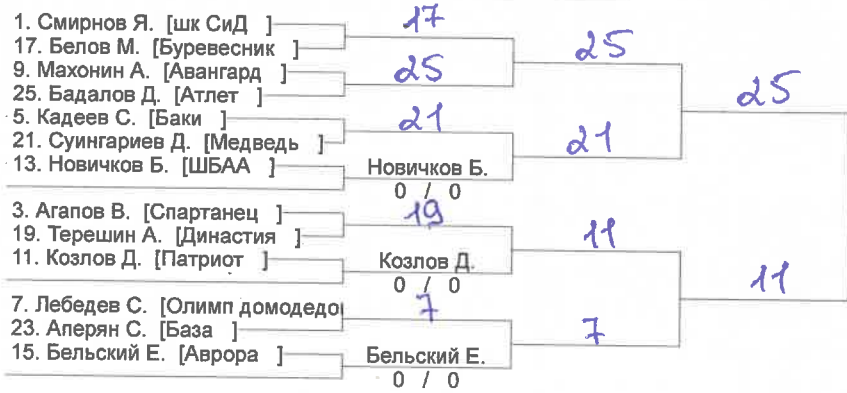 1. Смирнов Я. [шк СиД ]
17
17. Белов М. [Буревесник ]
25
9. Махонин А. [Авангард ]
25
25. Бадалов Д. [Атлет ]
25
5. Кадеев С. [Баки ]
21
21. Суингариев Д. [Медведь ]
21
13. Новичков Б. [ШБАА ]
Новичков Б.
0 / 0
3. Агапов В. [Спартанец ]
19
19. Терешин А. [Династия ]
11
11. Козлов Д. [Патриот ]
Козлов Д.
11
0 / 0
7. Лебедев С. [Олимп домодедо
7
23. Аперян С. [База ]
7
15. Бельский Е. [Аврора ]
Бельский Е.
0 / 0